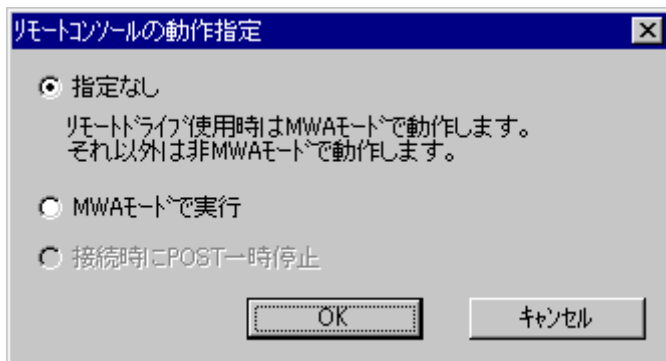 ﾘﾓｰﾄｺﾝｿｰﾙの動作指定
指定なし
ﾘﾓｰﾄﾄﾞﾗｲﾌﾞ使用時はMWAﾓｰﾄﾞで動作します。
それ以外は非MWAﾓｰﾄﾞで動作します。
MWAﾓｰﾄﾞで実行
接続時にPOST一時停止
OK
ｷｬﾝｾﾙ